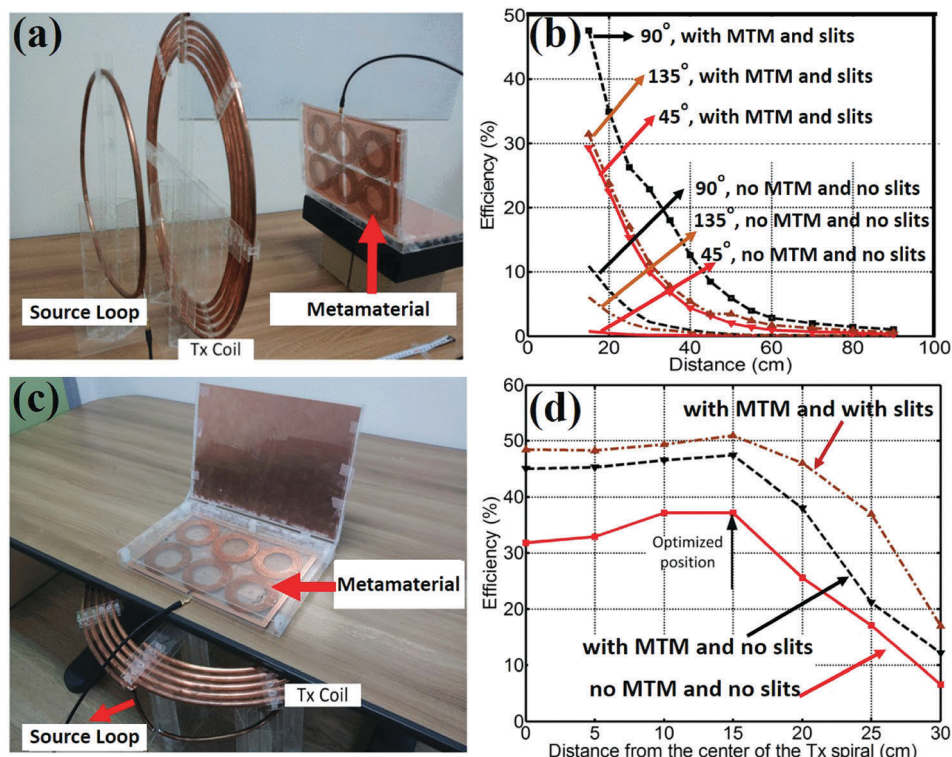 (a)
Source Loop
Tx Coil
Metamaterial
(b)
50
40
30
20
10
0
Efficiency (%)
90°, with MTM and slits
135°, with MTM and slits
45°, with MTM and slits
90°, no MTM and no slits
135°, no MTM and no slits
45°, no MTM and no slits
0 20 40 60 80 100
Distance (cm)
(c)
Metamaterial
Tx Coil
Source Loop
(d)
60
50
40
30
20
10
0
Efficiency (%)
with MTM and with slits
Optimized
position
with MTM and no slits
no MTM and no slits
0 5 10 15 20 25 30
Distance from the center of the Tx spiral (cm)